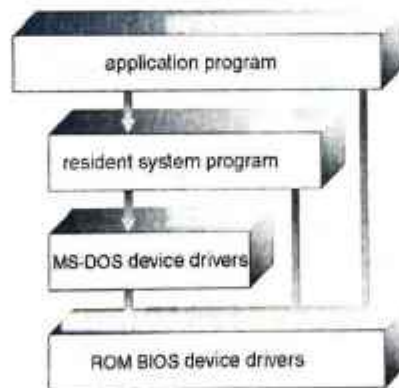 application program
resident system program
MS-DOS device drivers
ROM BIOS device drivers